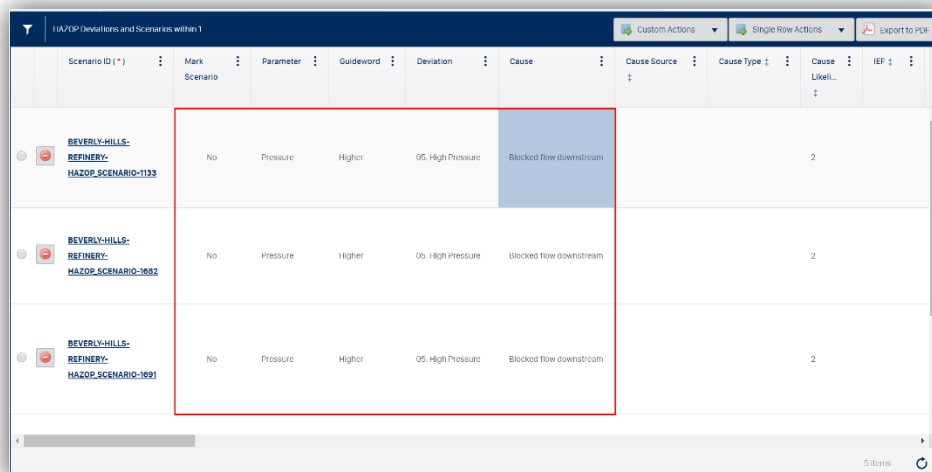 HAZOP Deviations and Scenarios within 1
Custom Actions
Single Row Actions
Export to PDF
Scenario ID (*)
Mark Scenario
Parameter
Guideword
Deviation
Cause
Cause Source
Cause Type
Cause Likeli...
IEF
BEVERLY-HILLS-
REFINERY-
HAZOP_SCENARIO-1133
No
Pressure
Higher
05. High Pressure
Blocked flow downstream
2
BEVERLY-HILLS-
REFINERY-
HAZOP_SCENARIO-1682
No
Pressure
Higher
05. High Pressure
Blocked flow downstream
2
BEVERLY-HILLS-
REFINERY-
HAZOP_SCENARIO-1691
No
Pressure
Higher
05. High Pressure
Blocked flow downstream
2
5 items